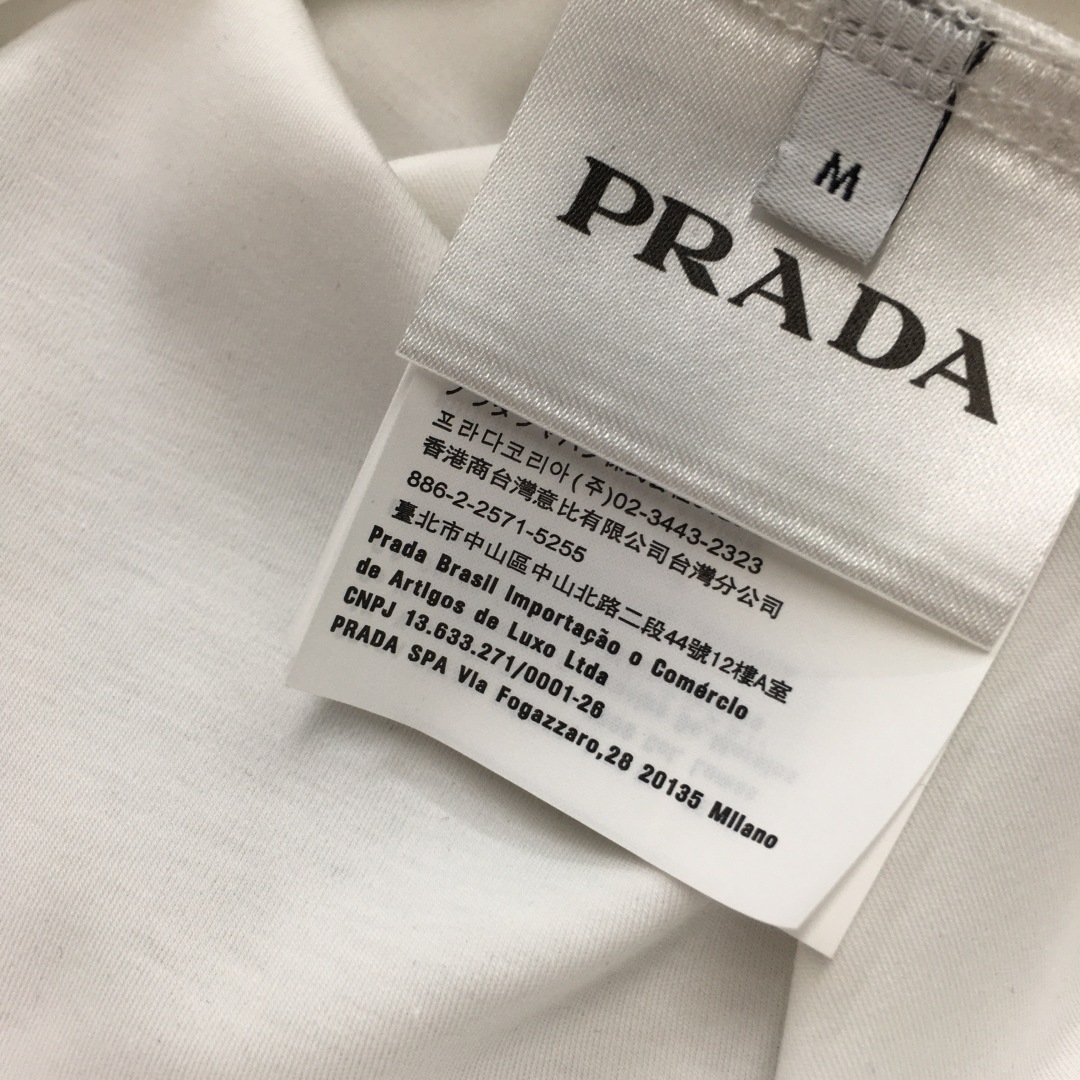 M
PRADA
프라다코리아(주)02-3443-2323
香港商台灣意比有限公司台灣分公司
886-2-2571-5255
臺北市中山區中山北路二段44號12樓A室
Prada Brasil Importação o Comércio
de Artigos de Luxo Ltda
CNPJ 13.633.271/0001-26
PRADA SPA Via Fogazzaro,28 20135 Milano